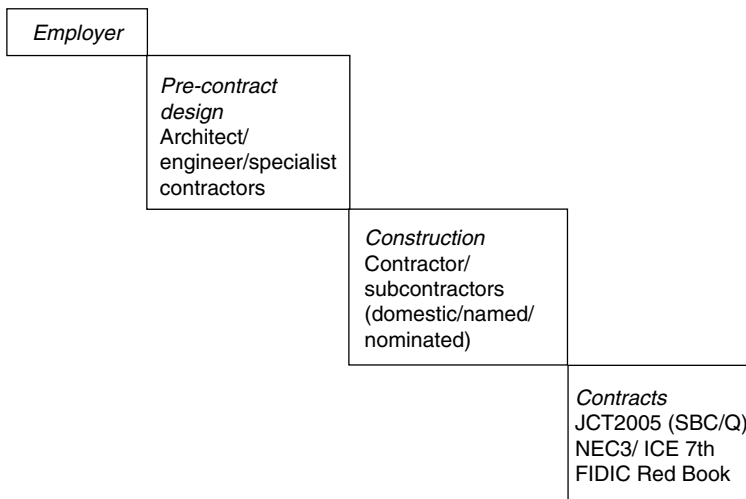 Employer
Pre-contract
design
Architect/
engineer/specialist
contractors
Construction
Contractor/
subcontractors
(domestic/named/
nominated)
Contracts
JCT2005 (SBC/Q)
NEC3/ ICE 7th
FIDIC Red Book